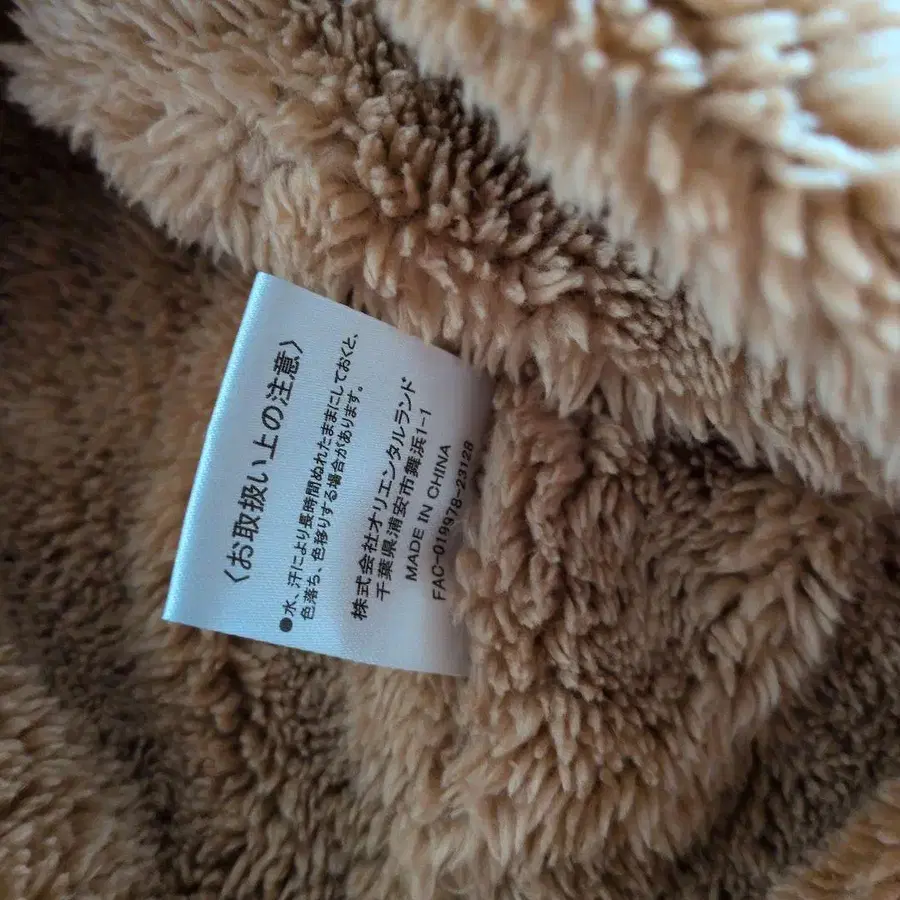 〈お取扱い上の注意〉
●水、汗により長時間ぬれたままにしておくと、
色落ち、色移りする場合があります。
株式会社オリエンタルランド
千葉県浦安市舞浜1-1
MADE IN CHINA
FAC-019978-23128